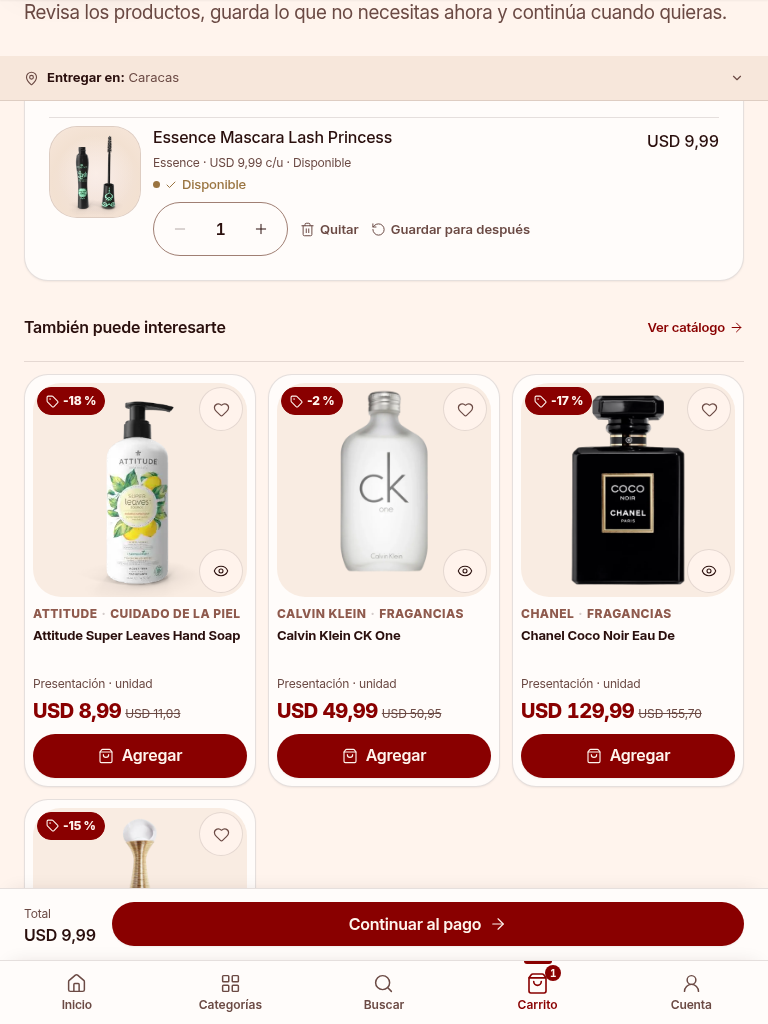 Revisa los productos, guarda lo que no necesitas ahora y continúa cuando quieras.
Entregar en: Caracas
Essence Mascara Lash Princess
USD 9,99
Essence · USD 9,99 c/u · Disponible
Disponible
1
Quitar
Guardar para después
También puede interesarte
Ver catálogo
-18 %
ATTITUDE
leaves
ATTITUDE · CUIDADO DE LA PIEL
Attitude Super Leaves Hand Soap
Presentación · unidad
USD 8,99 USD 11,03
Agregar
-2 %
ck
one
Calvin Klein
CALVIN KLEIN · FRAGANCIAS
Calvin Klein CK One
Presentación · unidad
USD 49,99 USD 50,95
Agregar
-17 %
COCO
NOIR
CHANEL
PARIS
CHANEL · FRAGANCIAS
Chanel Coco Noir Eau De
Presentación · unidad
USD 129,99 USD 155,70
Agregar
-15 %
Total
USD 9,99
Continuar al pago
Inicio
Categorías
Buscar
1
Carrito
Cuenta